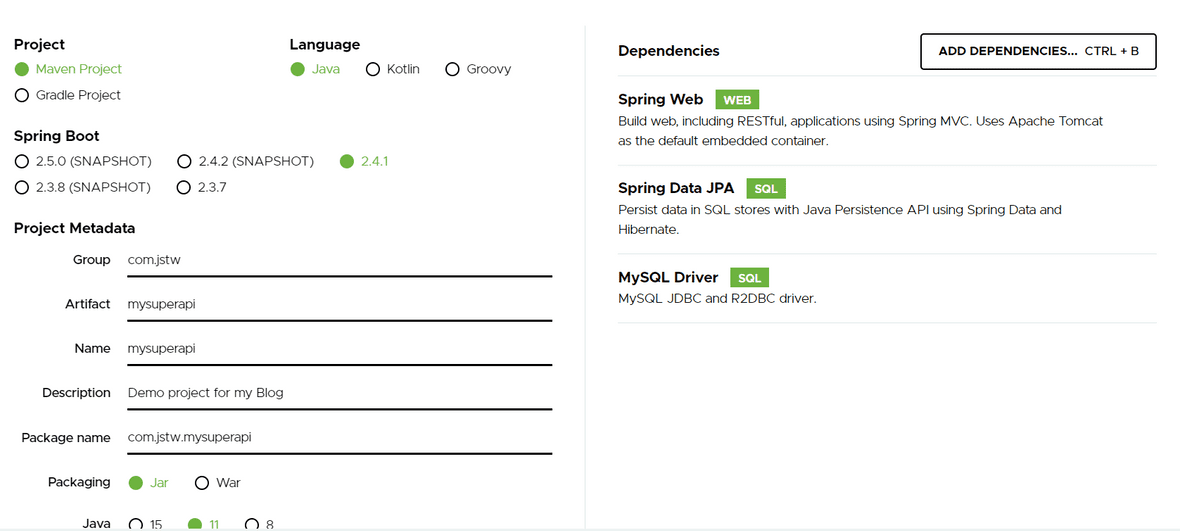 Project
Maven Project
Gradle Project
Language
Java Kotlin Groovy
Spring Boot
2.5.0 (SNAPSHOT) 2.4.2 (SNAPSHOT) 2.4.1
2.3.8 (SNAPSHOT) 2.3.7
Project Metadata
Group com.jstw
Artifact mysuperapi
Name mysuperapi
Description Demo project for my Blog
Package name com.jstw.mysuperapi
Packaging Jar War
Java 15 11 8
Dependencies
ADD DEPENDENCIES... CTRL + B
Spring Web WEB
Build web, including RESTful, applications using Spring MVC. Uses Apache Tomcat
as the default embedded container.
Spring Data JPA SQL
Persist data in SQL stores with Java Persistence API using Spring Data and
Hibernate.
MySQL Driver SQL
MySQL JDBC and R2DBC driver.